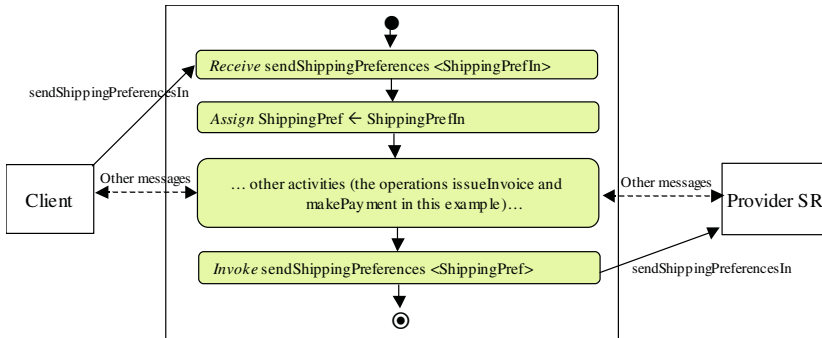 Receive sendShippingPreferences <ShippingPrefIn>
sendShippingPreferencesIn
Assign ShippingPref ← ShippingPrefIn
Client
Other messages
… other activities (the operations issueInvoice and
makePayment in this example)…
Other messages
Provider SR
Invoke sendShippingPreferences <ShippingPref>
sendShippingPreferencesIn